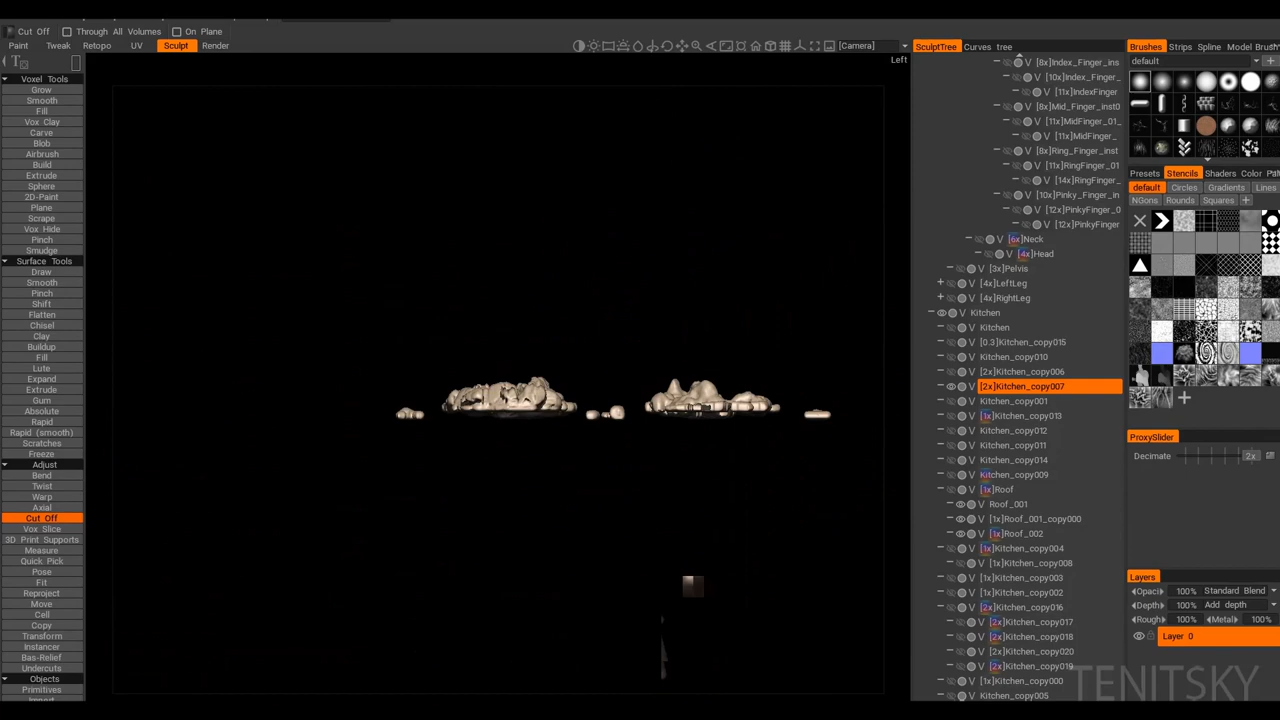 Cut Off Through All Volumes On Plane
Paint Tweak Retopo UV Sculpt Render
[Camera]
Left
Voxel Tools
Grow
Smooth
Fill
Vox Clay
Carve
Blob
Airbrush
Build
Extrude
Sphere
2D-Paint
Plane
Scrape
Vox Hide
Pinch
Smudge
Surface Tools
Draw
Smooth
Pinch
Shift
Flatten
Chisel
Clay
Buildup
Fill
Lute
Expand
Extrude
Gum
Absolute
Rapid
Rapid (smooth)
Scratches
Freeze
Adjust
Bend
Twist
Warp
Axial
Cut Off
Vox Slice
3D Print Supports
Measure
Quick Pick
Pose
Fit
Reproject
Move
Cell
Copy
Transform
Instancer
Bas-Relief
Undercuts
Objects
Primitives
SculptTree Curves tree
V [8x]Index_Finger_ins
V [10x]Index_Finger_
V [11x]IndexFinger
V [8x]Mid_Finger_inst0
V [11x]MidFinger_01_
V [11x]MidFinger_
V [8x]Ring_Finger_inst
V [11x]RingFinger_01
V [14x]RingFinger_
V [10x]Pinky_Finger_in
V [12x]PinkyFinger_0
V [12x]PinkyFinger
V [6x]Neck
V [4x]Head
V [3x]Pelvis
V [4x]LeftLeg
V [4x]RightLeg
V Kitchen
V Kitchen
V [0.3]Kitchen_copy015
V Kitchen_copy010
V [2x]Kitchen_copy006
V [2x]Kitchen_copy007
V Kitchen_copy001
V [1x]Kitchen_copy013
V Kitchen_copy012
V Kitchen_copy011
V Kitchen_copy014
V Kitchen_copy009
V [1x]Roof
V Roof_001
V [1x]Roof_001_copy000
V [1x]Roof_002
V [1x]Kitchen_copy004
V [1x]Kitchen_copy008
V [1x]Kitchen_copy003
V [1x]Kitchen_copy002
V [2x]Kitchen_copy016
V [2x]Kitchen_copy017
V [2x]Kitchen_copy018
V [2x]Kitchen_copy020
V [2x]Kitchen_copy019
V [1x]Kitchen_copy000
V Kitchen_copy005
Brushes Strips Spline Model
default
Presets Stencils Shaders Color
default Circles Gradients Lines
NGons Rounds Squares
ProxySlider
Decimate 2x
Layers
Opaci 100% Standard Blend
Depth: 100% Add depth
Rough: 100% Metal: 100%
Layer 0
TENITSKY